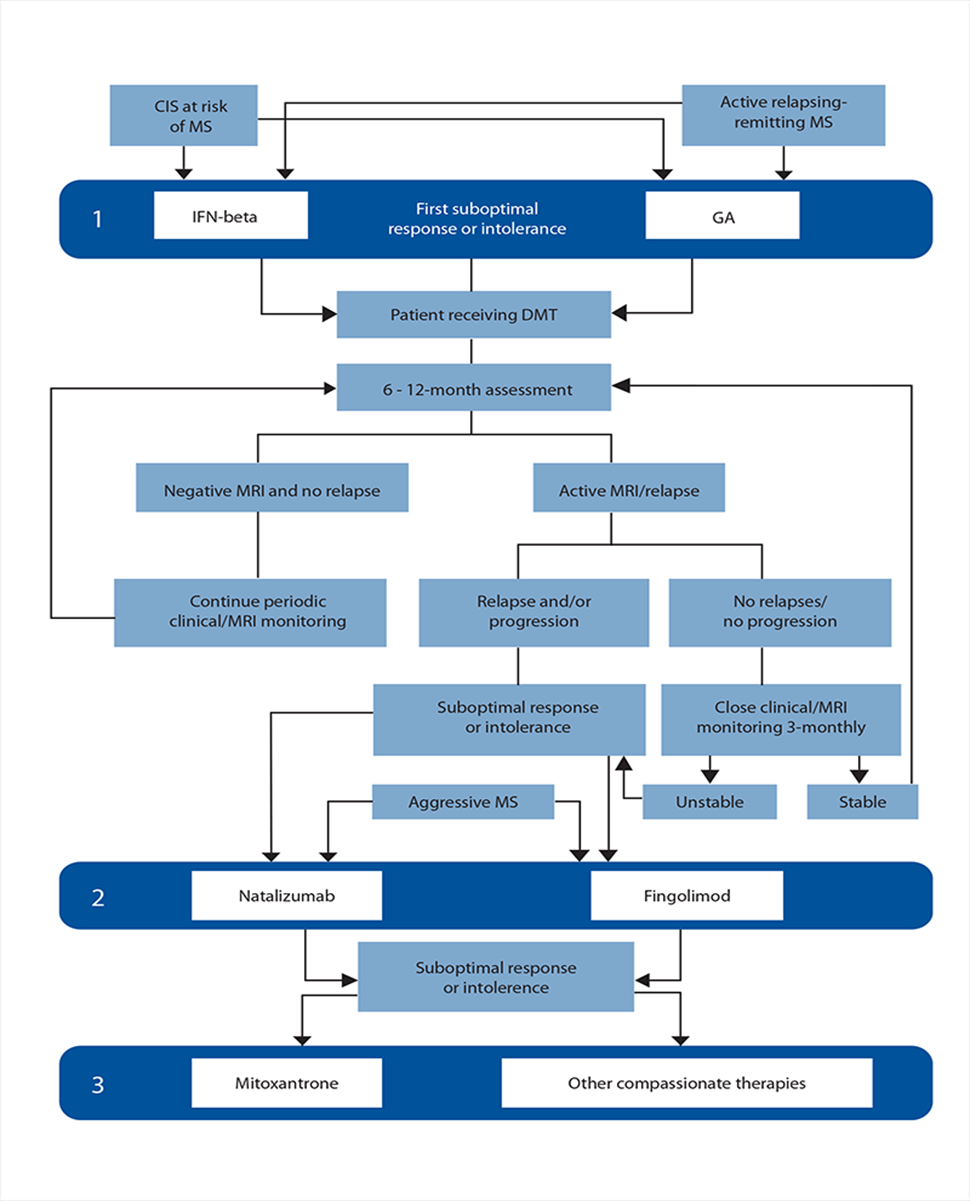 CIS at risk
of MS
Active relapsing-
remitting MS
1
IFN-beta
First suboptimal
response or intolerance
GA
Patient receiving DMT
6 - 12-month assessment
Negative MRI and no relapse
Active MRI/relapse
Continue periodic
clinical/MRI monitoring
Relapse and/or
progression
No relapses/
no progression
Suboptimal response
or intolerance
Close clinical/MRI
monitoring 3-monthly
Aggressive MS
Unstable
Stable
2
Natalizumab
Fingolimod
Suboptimal response
or intolerence
3
Mitoxantrone
Other compassionate therapies